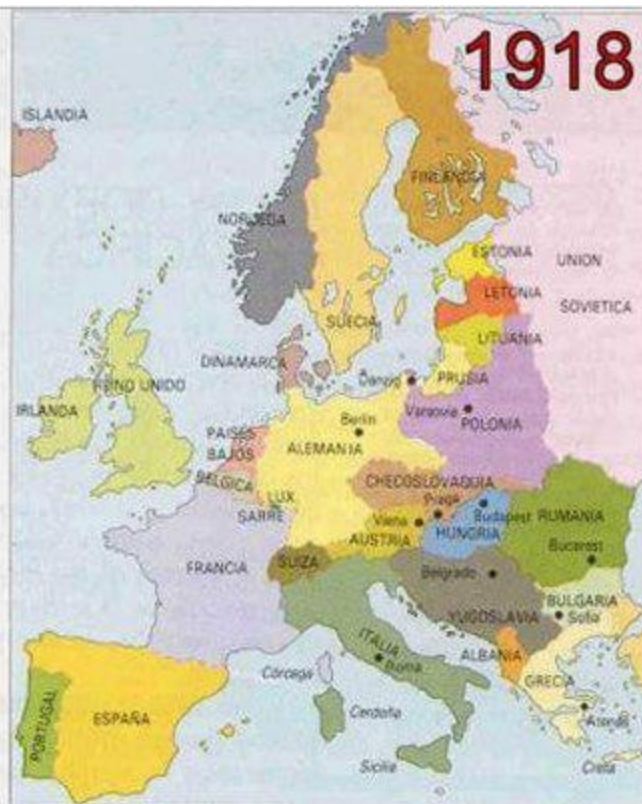 1918
ISLANDIA
FINLANDIA
NORUEGA
ESTONIA
UNION
SOVIETICA
LETONIA
SUECIA
LITUANIA
DINAMARCA
Danzig
PRUSIA
REINO UNIDO
IRLANDA
Varsovia
POLONIA
Berlin
PAISES
BAJOS
ALEMANIA
BELGICA
CHECOSLOVAQUIA
LUX
SARRE
Praga
Viena
Budapest
RUMANIA
AUSTRIA
HUNGRIA
SUIZA
FRANCIA
Bucarest
Belgrado
BULGARIA
Sofia
YUGOSLAVIA
ITALIA
Roma
ALBANIA
Córcega
GRECIA
PORTUGAL
ESPAÑA
Cerdeña
Atenas
Sicilia
Creta